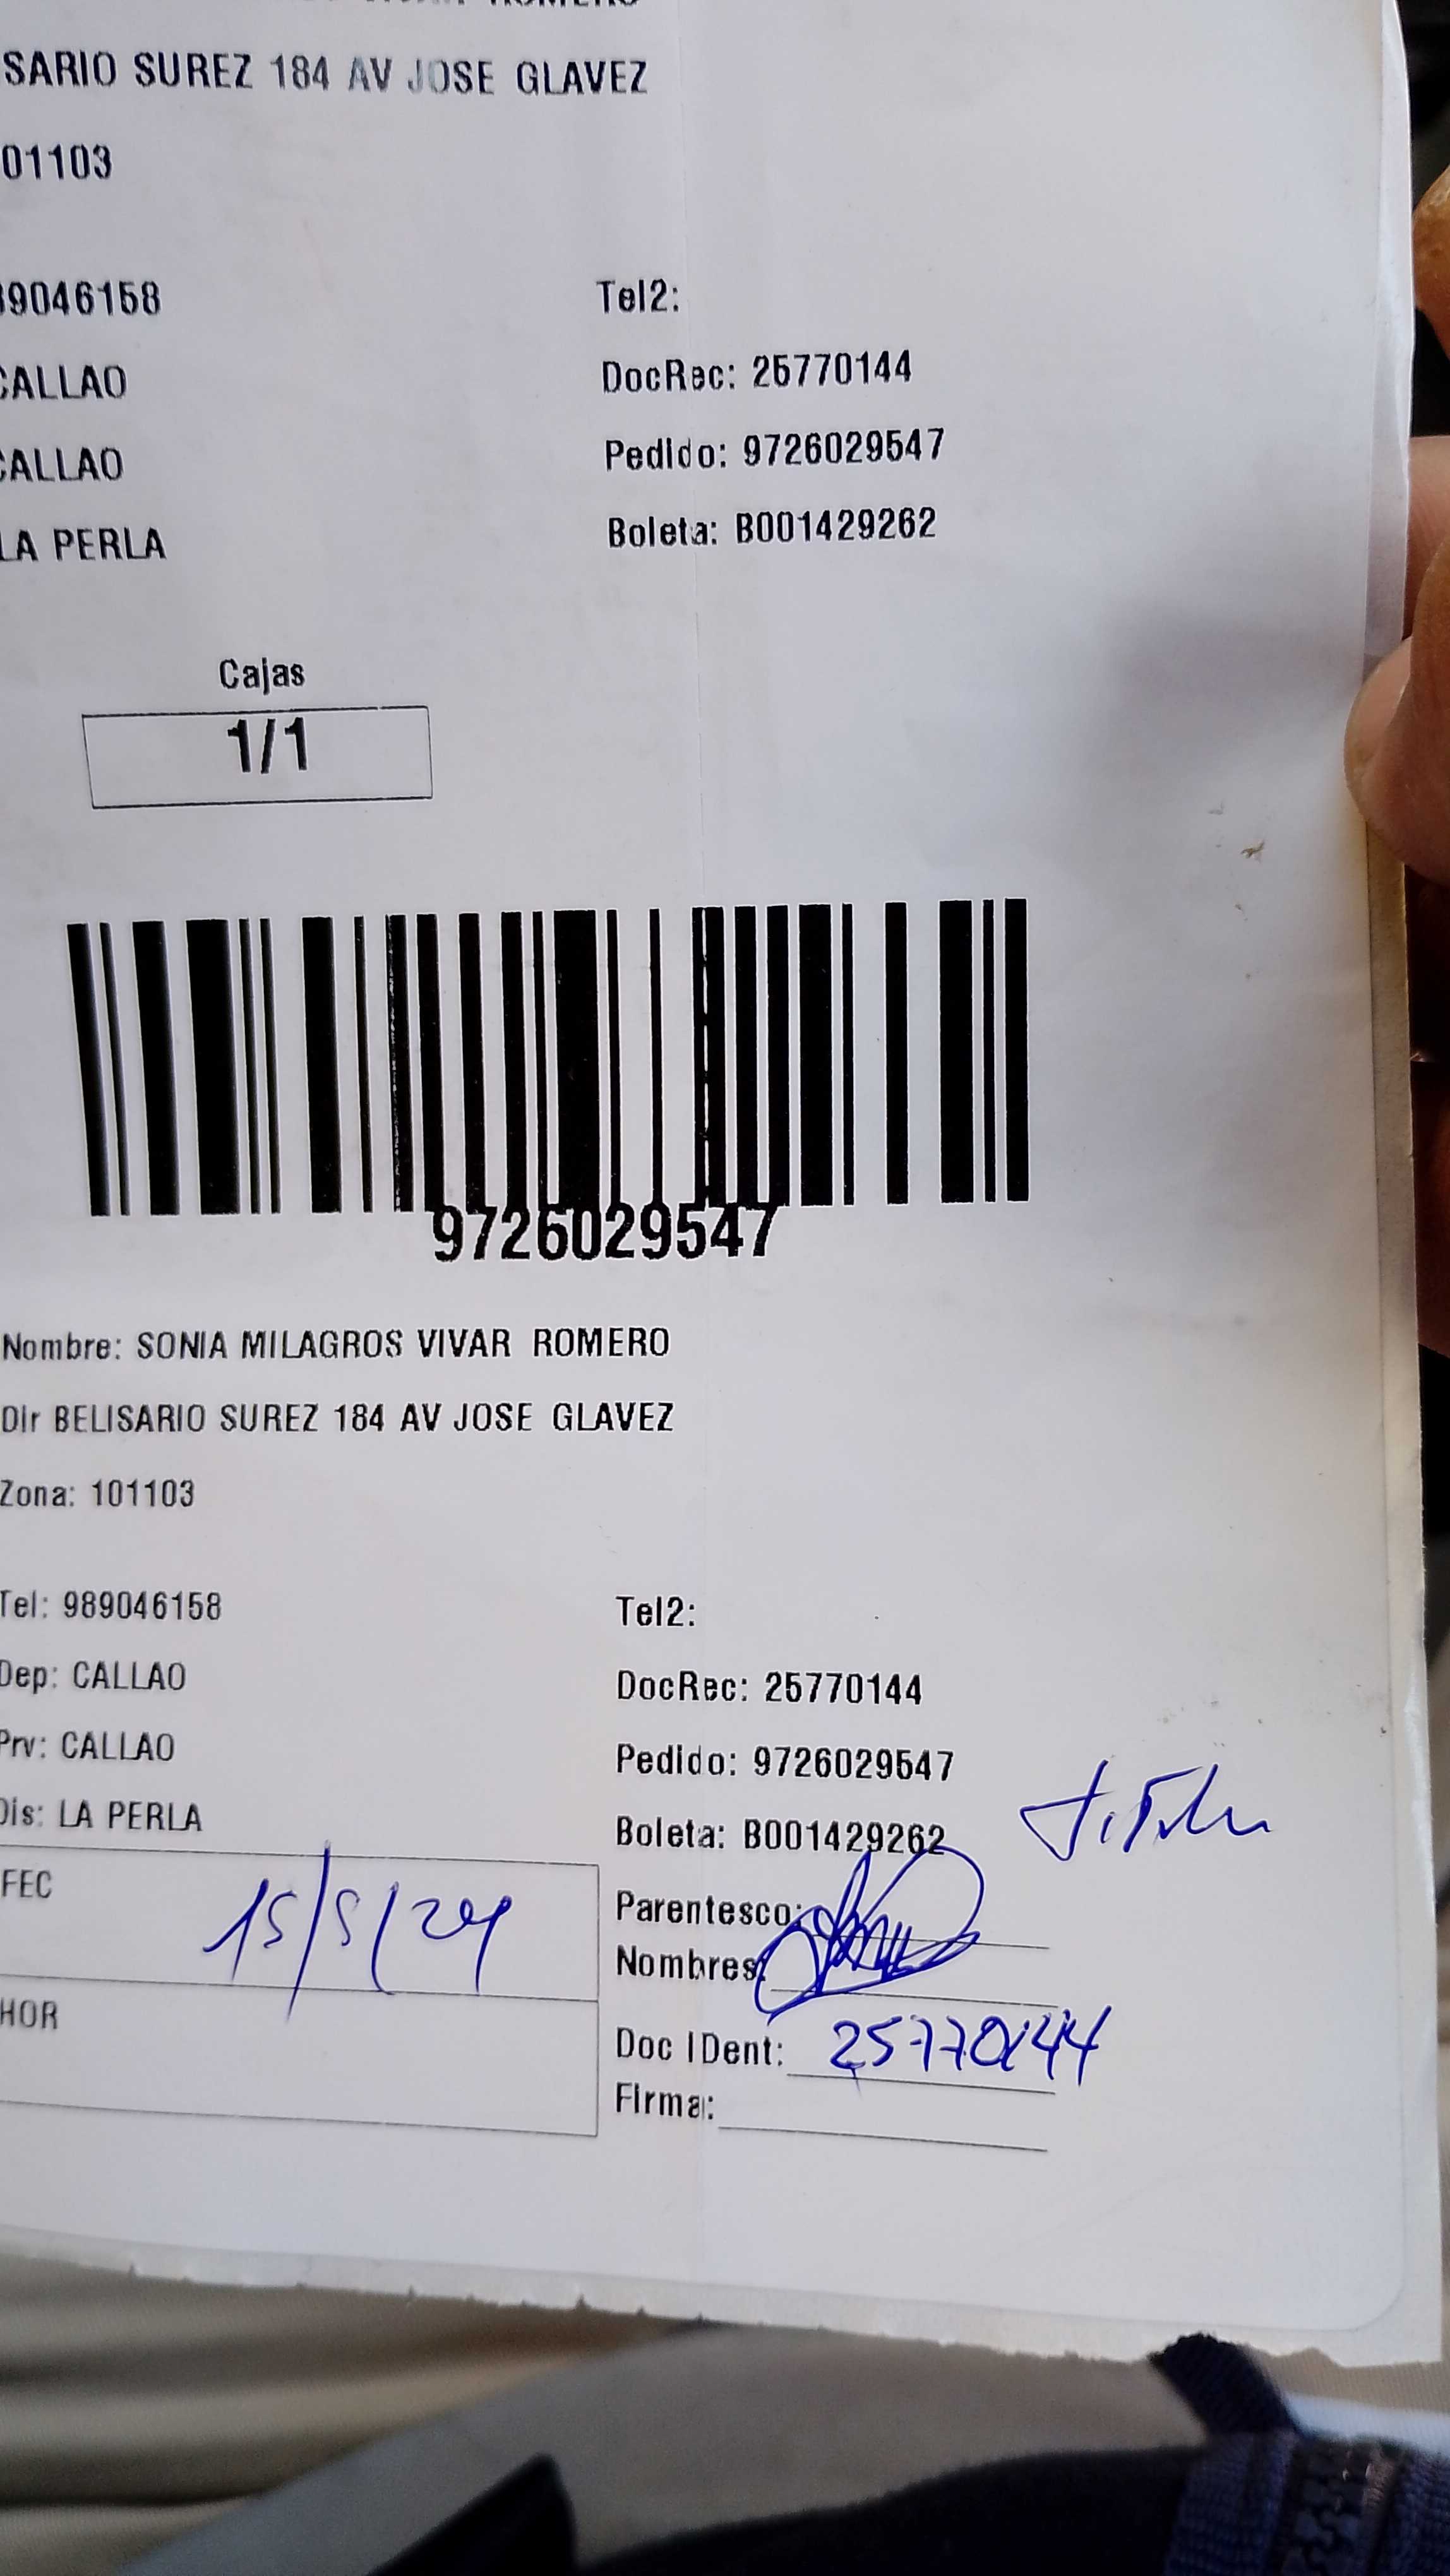 ROMERO
SARIO SUREZ 184 AV JOSE GLAVEZ
01103
89046158
Tel2:
CALLAO
DocRec: 25770144
CALLAO
Pedido: 9726029547
LA PERLA
Boleta: B001429262
Cajas
1/1
9726029547
Nombre: SONIA MILAGROS VIVAR ROMERO
Dir BELISARIO SUREZ 184 AV JOSE GLAVEZ
Zona: 101103
Tel: 989046158
Tel2:
Dep: CALLAO
DocRec: 25770144
Prv: CALLAO
Pedido: 9726029547
Dis: LA PERLA
Boleta: B001429262
FEC 15/5/24
Parentesco:
Nombres:
HOR
Doc IDent: 25770144
Firma: